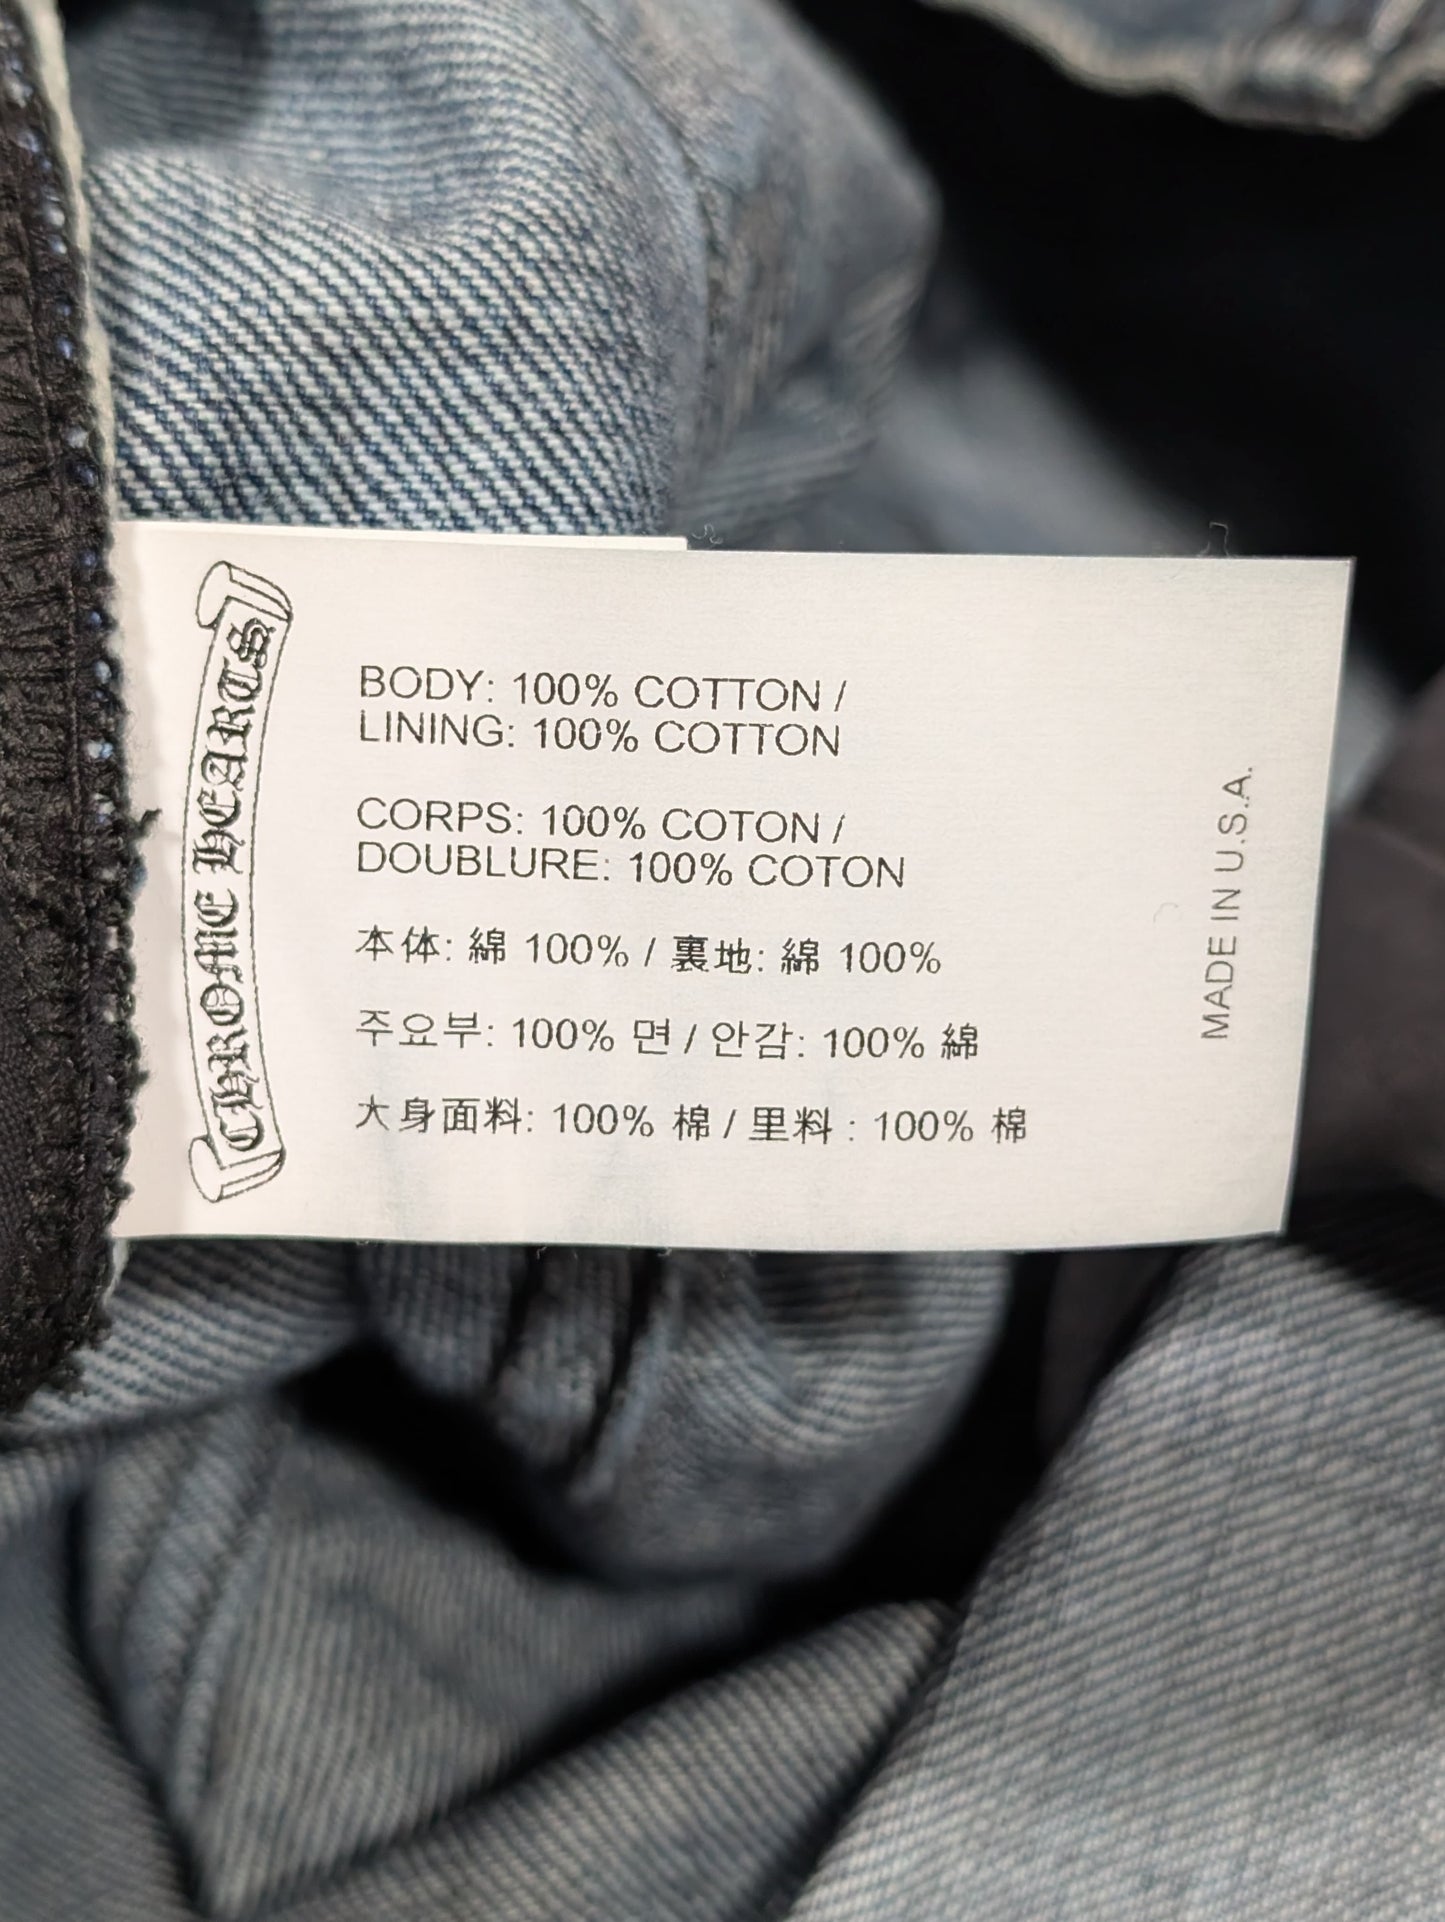 CHROME HEARTS
BODY: 100% COTTON /
LINING: 100% COTTON
CORPS: 100% COTON /
DOUBLURE: 100% COTON
本体: 綿 100% / 裏地: 綿 100%
주요부: 100% 면 / 안감: 100% 綿
大身面料: 100% 棉 / 里料 : 100% 棉
MADE IN U.S.A.